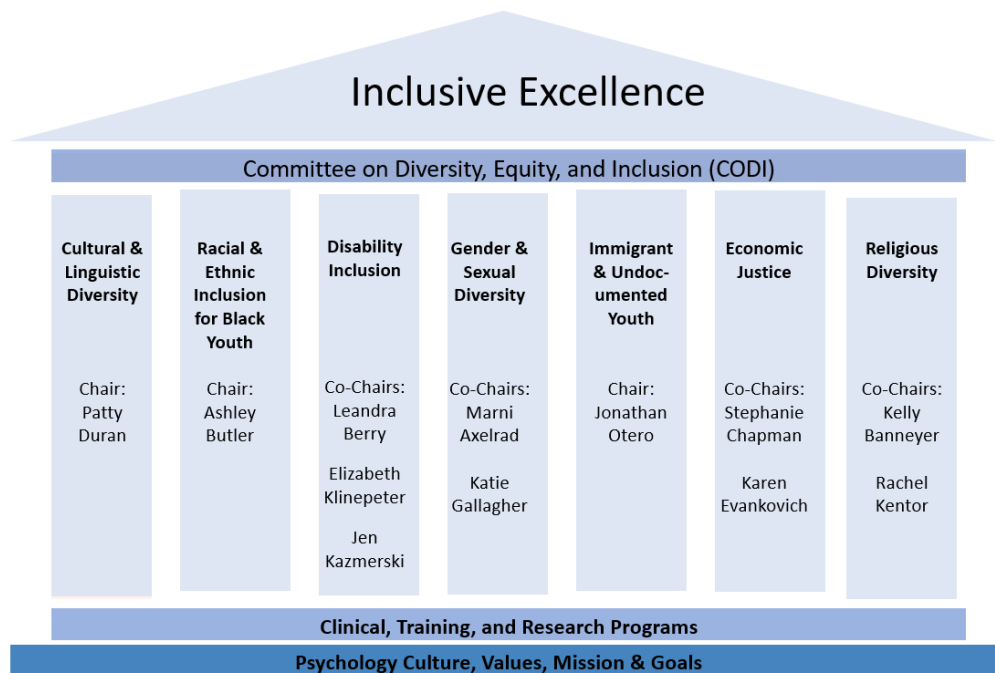 Inclusive Excellence
Committee on Diversity, Equity, and Inclusion (CODI)
Cultural &
Linguistic
Diversity
Chair:
Patty
Duran
Racial &
Ethnic
Inclusion
for Black
Youth
Chair:
Ashley
Butler
Disability
Inclusion
Co-Chairs:
Leandra
Berry
Elizabeth
Klinepeter
Jen
Kazmerski
Gender &
Sexual
Diversity
Co-Chairs:
Marni
Axelrad
Katie
Gallagher
Immigrant
& Undoc-
umented
Youth
Chair:
Jonathan
Otero
Economic
Justice
Co-Chairs:
Stephanie
Chapman
Karen
Evankovich
Religious
Diversity
Co-Chairs:
Kelly
Banneyer
Rachel
Kentor
Clinical, Training, and Research Programs
Psychology Culture, Values, Mission & Goals